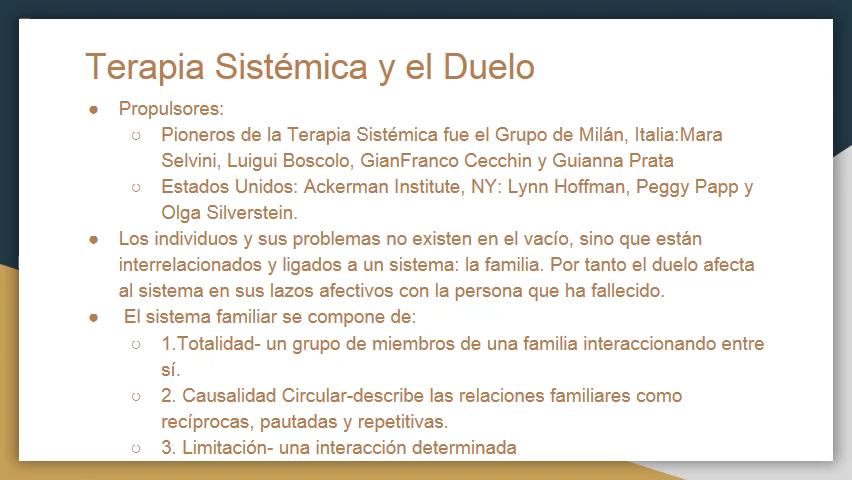 Terapia Sistémica y el Duelo
● Propulsores:
○ Pioneros de la Terapia Sistémica fue el Grupo de Milán, Italia:Mara
Selvini, Luigui Boscolo, GianFranco Cecchin y Guianna Prata
○ Estados Unidos: Ackerman Institute, NY: Lynn Hoffman, Peggy Papp y
Olga Silverstein.
● Los individuos y sus problemas no existen en el vacío, sino que están
interrelacionados y ligados a un sistema: la familia. Por tanto el duelo afecta
al sistema en sus lazos afectivos con la persona que ha fallecido.
● El sistema familiar se compone de:
○ 1.Totalidad- un grupo de miembros de una familia interaccionando entre
sí.
○ 2. Causalidad Circular-describe las relaciones familiares como
recíprocas, pautadas y repetitivas.
○ 3. Limitación- una interacción determinada